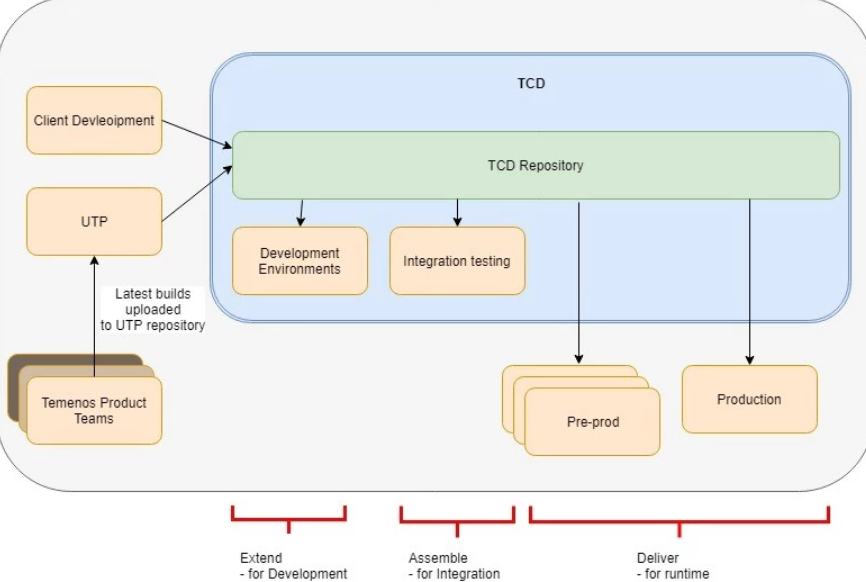 TCD
Client Devleoipment
TCD Repository
UTP
Development
Environments
Integration testing
Latest builds
uploaded
to UTP repository
Temenos Product
Teams
Pre-prod
Production
Extend
- for Development
Assemble
- for Integration
Deliver
- for runtime